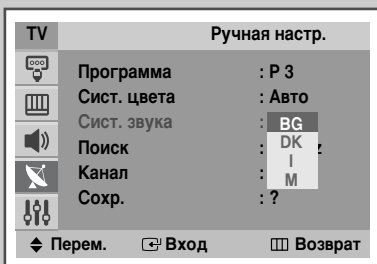 TV Ручная настр.
Программа : P 3
Сист. цвета : Авто
Сист. звука : BG
DK
I
M
Поиск : z
Канал :
Сохр. : ?
Перем. Вход Возврат